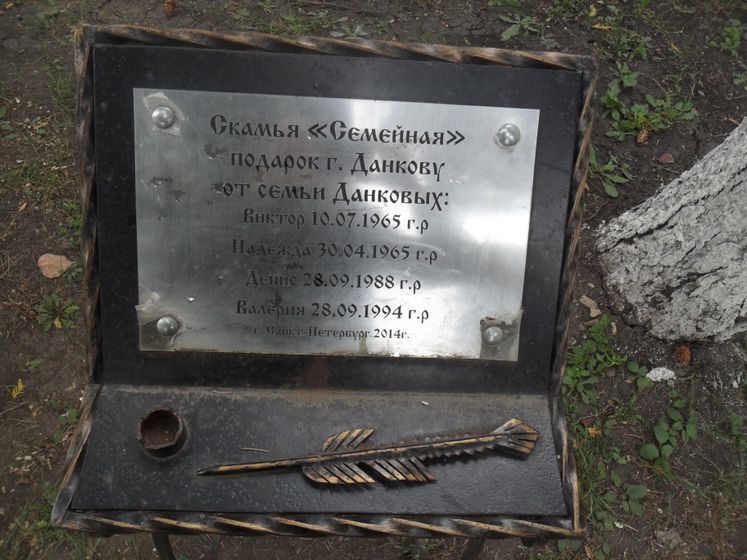 Скамья «Семейная»
подарок г. Данкову
от семьи Данковых:
Виктор 10.07.1965 г.р
Надежда 30.04.1965 г.р
Денис 28.09.1988 г.р
Валерия 28.09.1994 г.р
г. Санкт-Петербург 2014г.